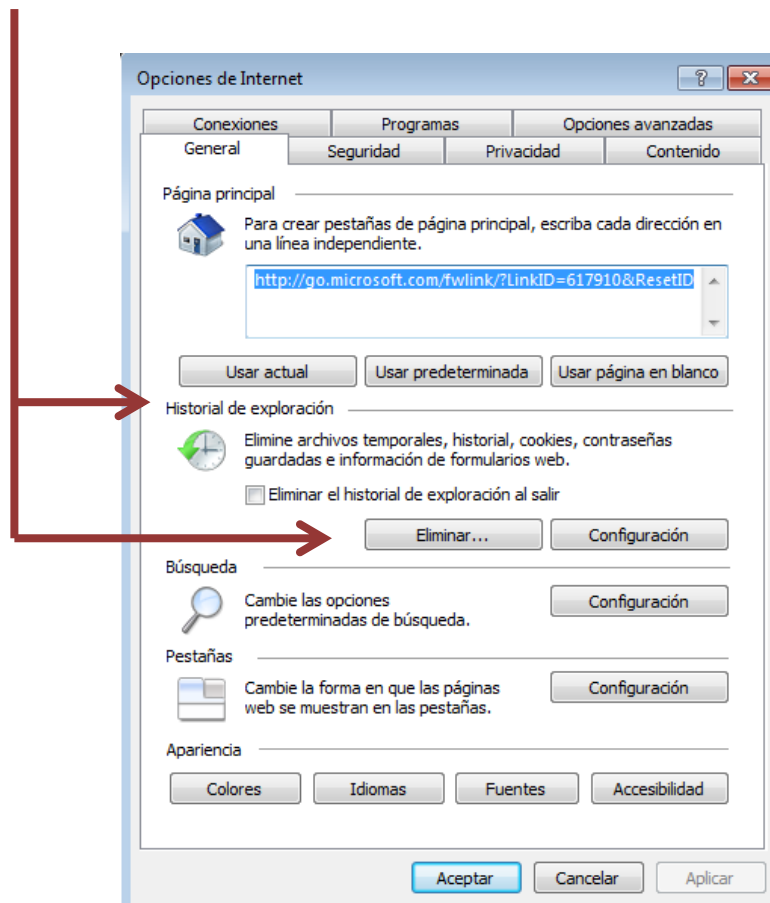 Opciones de Internet
Conexiones Programas Opciones avanzadas
General Seguridad Privacidad Contenido
Página principal
Para crear pestañas de página principal, escriba cada dirección en
una línea independiente.
http://go.microsoft.com/fwlink/?LinkID=617910&ResetID
Usar actual Usar predeterminada Usar página en blanco
Historial de exploración
Elimine archivos temporales, historial, cookies, contraseñas
guardadas e información de formularios web.
Eliminar el historial de exploración al salir
Eliminar... Configuración
Búsqueda
Cambie las opciones
predeterminadas de búsqueda.
Configuración
Pestañas
Cambie la forma en que las páginas
web se muestran en las pestañas.
Configuración
Apariencia
Colores Idiomas Fuentes Accesibilidad
Aceptar Cancelar Aplicar